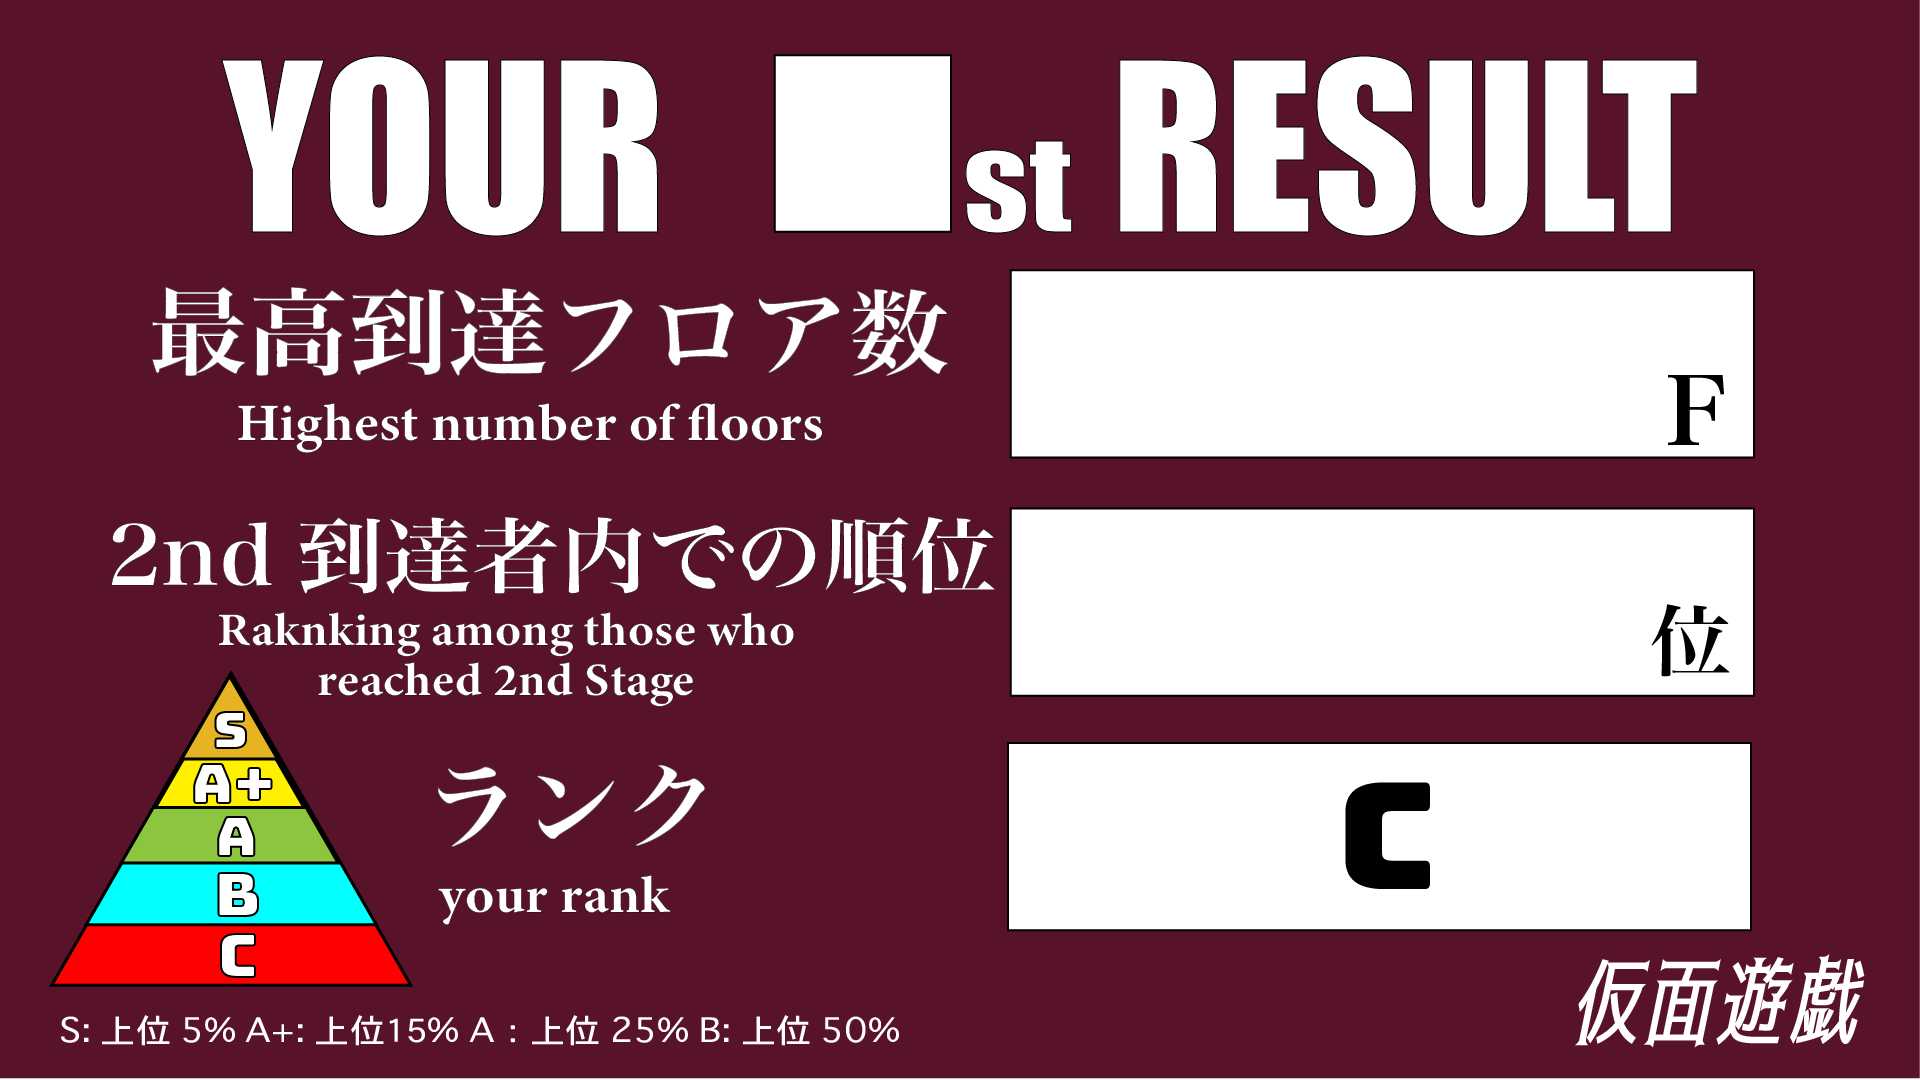 YOUR st RESULT
最高到達フロア数
Highest number of floors
F
2nd 到達者内での順位
Raknking among those who
reached 2nd Stage
位
S
A+
A
B
C
ランク
your rank
C
S: 上位 5% A+: 上位15% A : 上位 25% B: 上位 50%
仮面遊戯